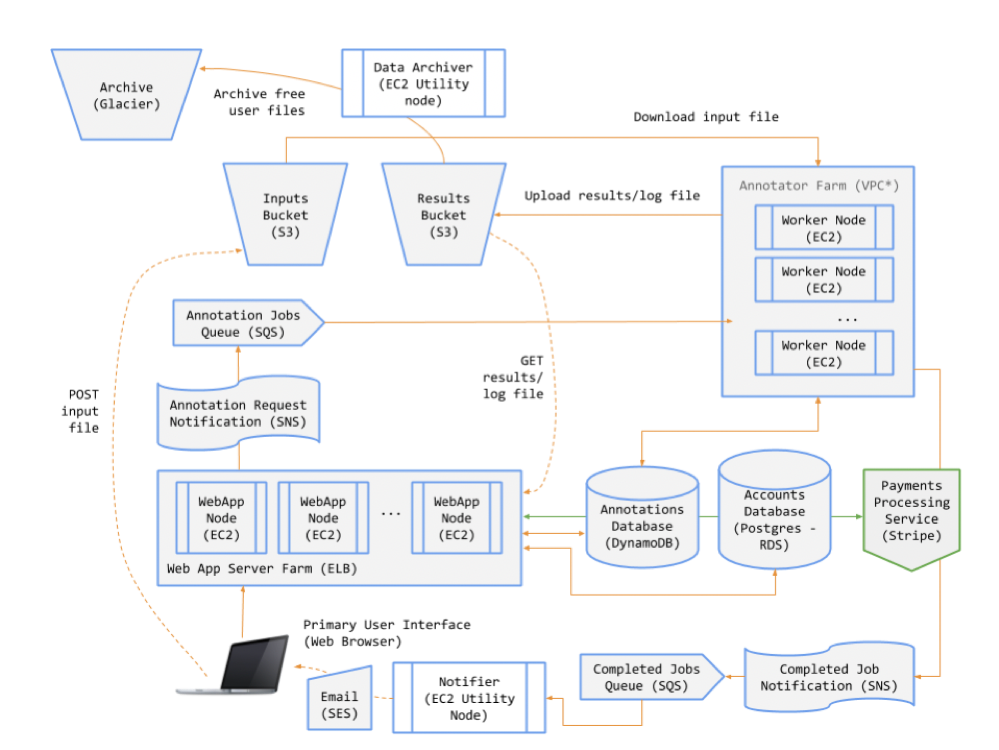 Archive
(Glacier)
Data Archiver
(EC2 Utility
node)
Archive free
user files
Download input file
Inputs
Bucket
(S3)
Results
Bucket
(S3)
Upload results/log file
Annotator Farm (VPC*)
Worker Node
(EC2)
Worker Node
(EC2)
...
Worker Node
(EC2)
Annotation Jobs
Queue (SQS)
GET
results/
log file
POST
input
file
Annotation Request
Notification (SNS)
WebApp
Node
(EC2)
WebApp
Node
(EC2)
...
WebApp
Node
(EC2)
Web App Server Farm (ELB)
Annotations
Database
(DynamoDB)
Accounts
Database
(Postgres -
RDS)
Payments
Processing
Service
(Stripe)
Primary User Interface
(Web Browser)
Email
(SES)
Notifier
(EC2 Utility
Node)
Completed Jobs
Queue (SQS)
Completed Job
Notification (SNS)